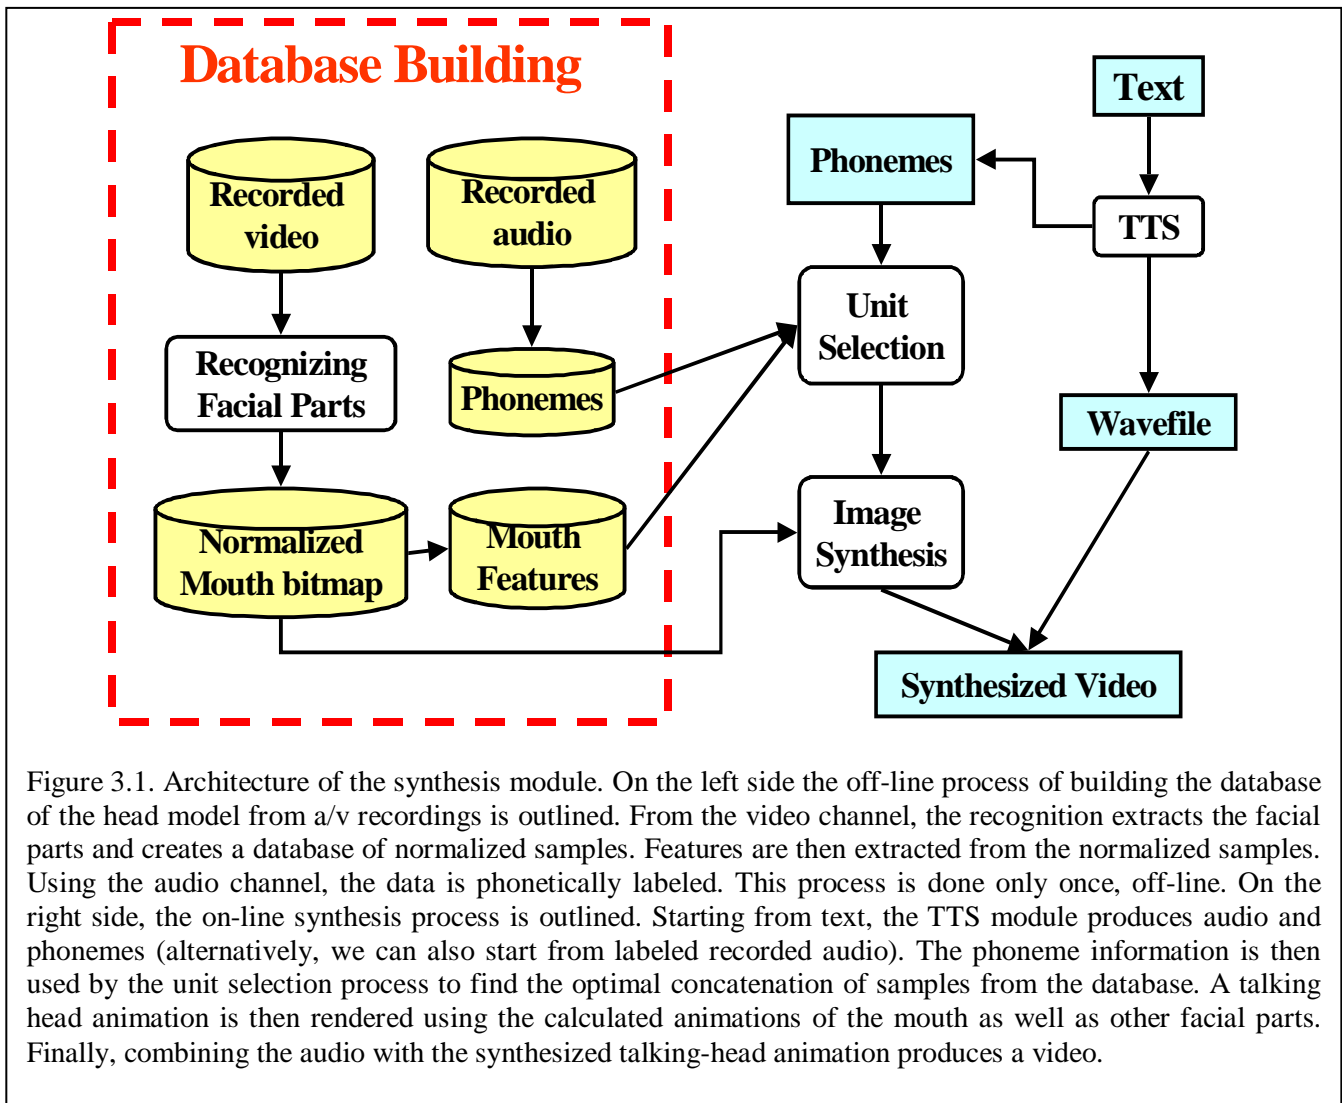 Database Building
Text
Phonemes
TTS
Recorded
video
Recorded
audio
Unit
Selection
Recognizing
Facial Parts
Phonemes
Wavefile
Normalized
Mouth bitmap
Mouth
Features
Image
Synthesis
Synthesized Video
Figure 3.1. Architecture of the synthesis module. On the left side the off-line process of building the database
of the head model from a/v recordings is outlined. From the video channel, the recognition extracts the facial
parts and creates a database of normalized samples. Features are then extracted from the normalized samples.
Using the audio channel, the data is phonetically labeled. This process is done only once, off-line. On the
right side, the on-line synthesis process is outlined. Starting from text, the TTS module produces audio and
phonemes (alternatively, we can also start from labeled recorded audio). The phoneme information is then
used by the unit selection process to find the optimal concatenation of samples from the database. A talking
head animation is then rendered using the calculated animations of the mouth as well as other facial parts.
Finally, combining the audio with the synthesized talking-head animation produces a video.